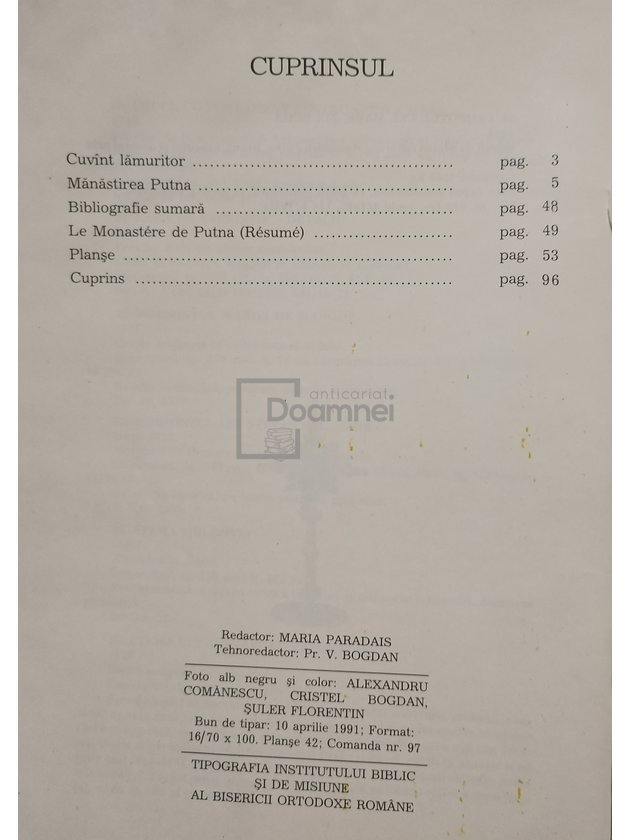 CUPRINSUL
Cuvînt lămuritor ............................................ pag. 3
Mănăstirea Putna ........................................... pag. 5
Bibliografie sumară ........................................ pag. 48
Le Monastére de Putna (Résumé) ....................... pag. 49
Planşe ....................................................... pag. 53
Cuprins ..................................................... pag. 96
anticariat
Doamnei
Redactor: MARIA PARADAIS
Tehnoredactor: Pr. V. BOGDAN
Foto alb negru şi color: ALEXANDRU
COMĂNESCU, CRISTEL BOGDAN,
ŞULER FLORENTIN
Bun de tipar: 10 aprilie 1991; Format:
16/70 x 100. Planşe 42; Comanda nr. 97
TIPOGRAFIA INSTITUTULUI BIBLIC
ŞI DE MISIUNE
AL BISERICII ORTODOXE ROMÂNE